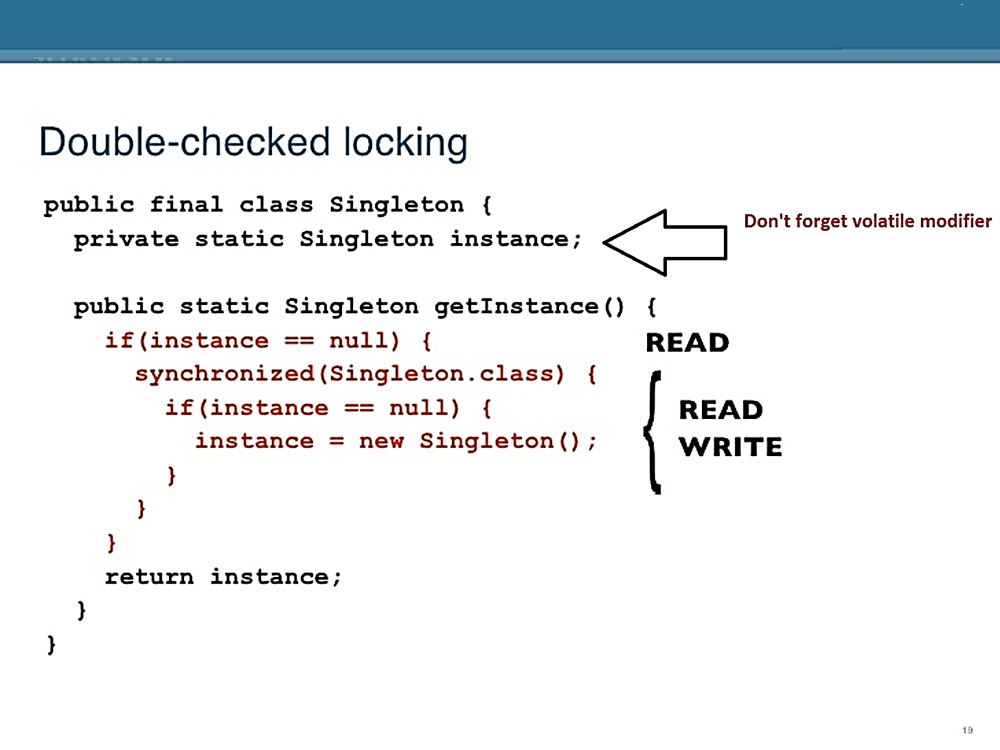 Double-checked locking
public final class Singleton {
private static Singleton instance;
Don't forget volatile modifier
public static Singleton getInstance() {
if(instance == null) {
READ
synchronized(Singleton.class) {
if(instance == null) {
READ
instance = new Singleton();
WRITE
}
}
}
return instance;
}
}
19